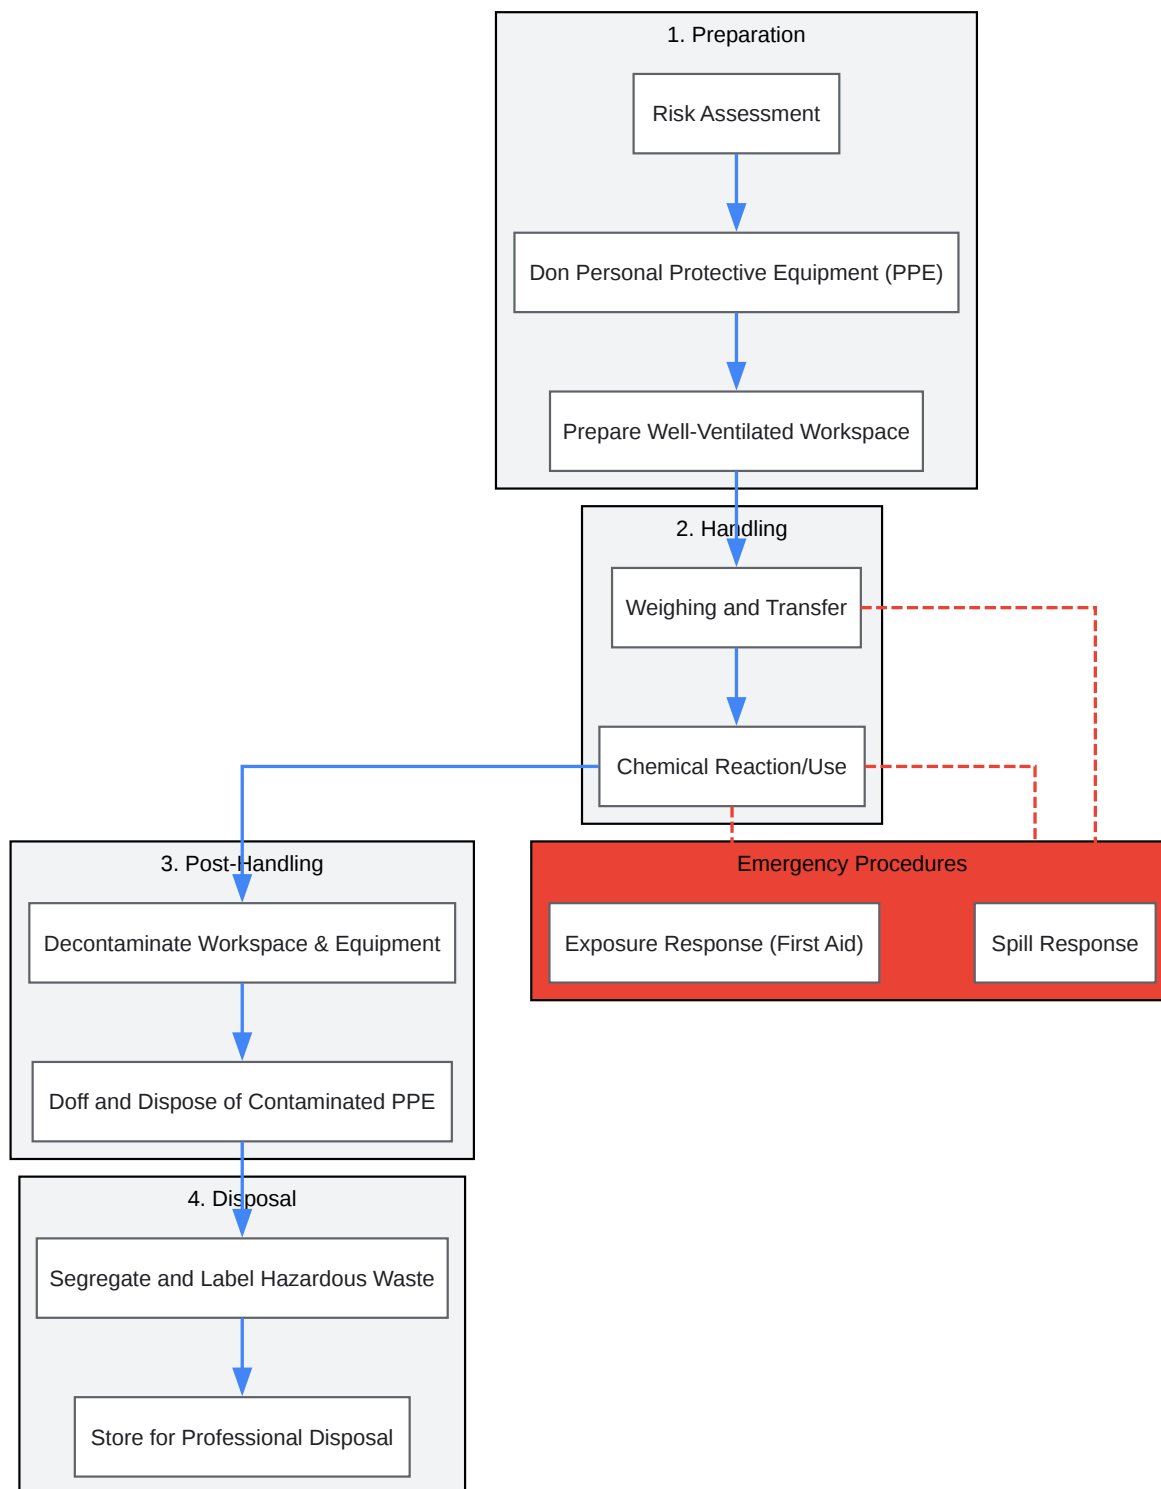 1. Preparation
Risk Assessment
Don Personal Protective Equipment (PPE)
Prepare Well-Ventilated Workspace
2. Handling
Weighing and Transfer
Chemical Reaction/Use
3. Post-Handling
Decontaminate Workspace & Equipment
Doff and Dispose of Contaminated PPE
Emergency Procedures
Exposure Response (First Aid)
Spill Response
4. Disposal
Segregate and Label Hazardous Waste
Store for Professional Disposal